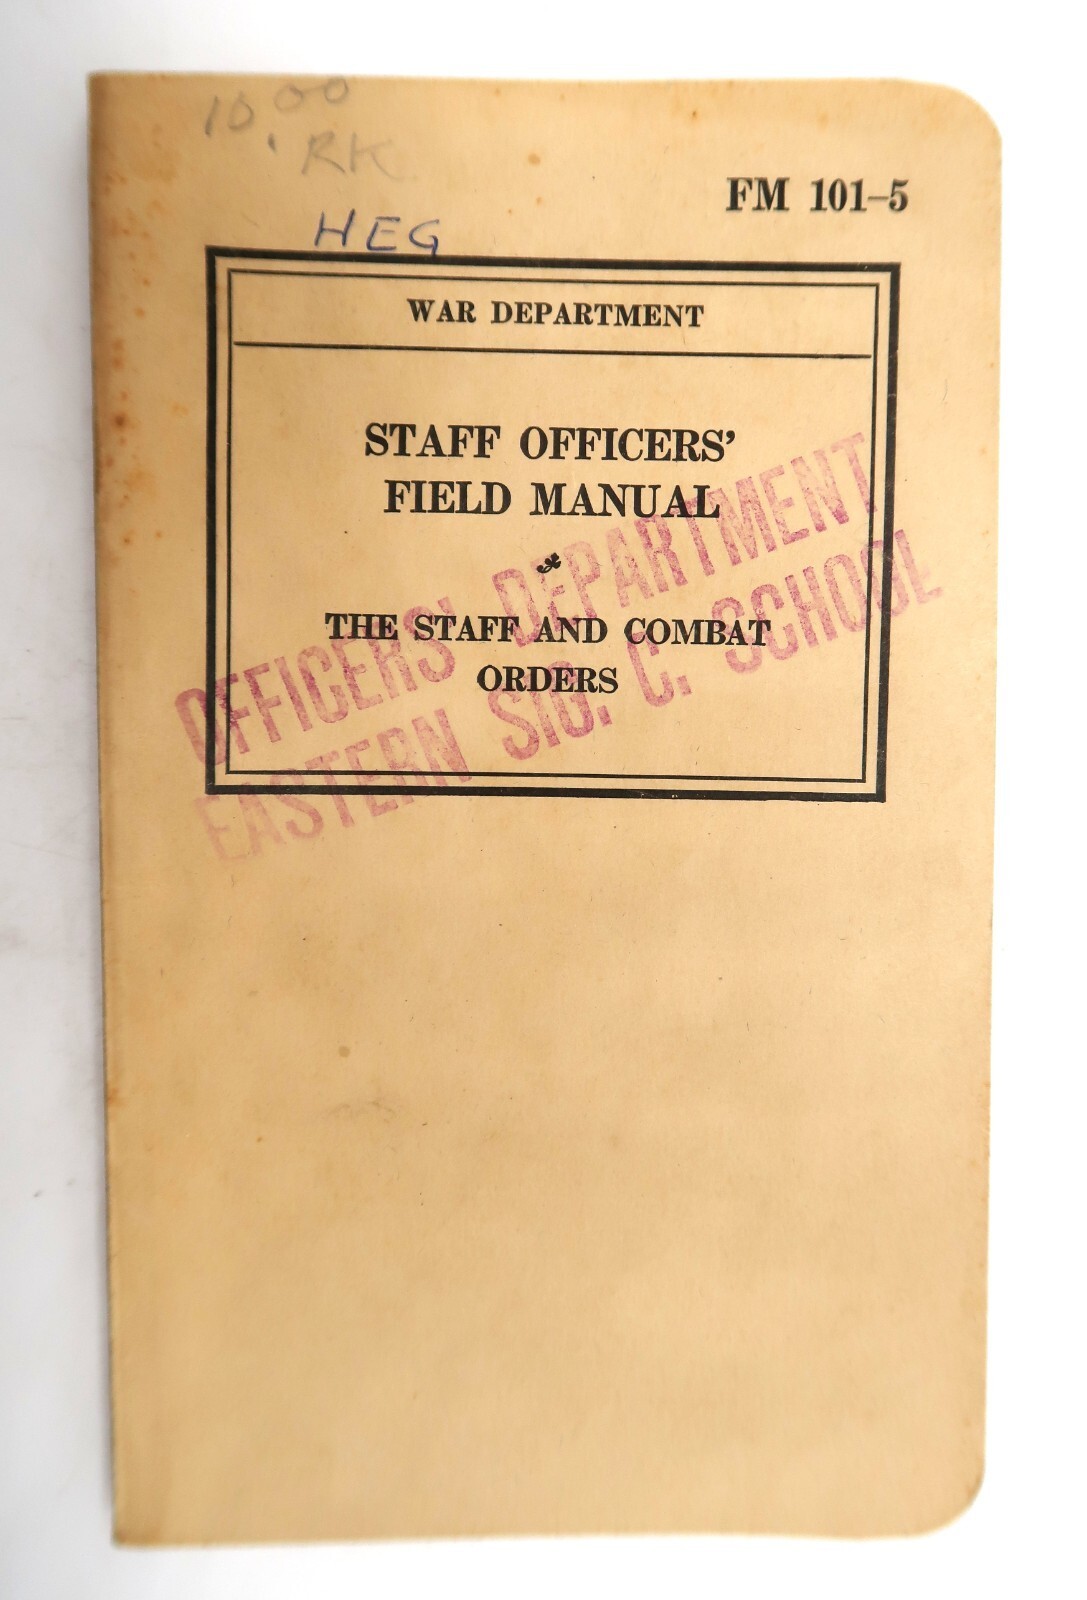 10.00
RK
HEG
FM 101–5
WAR DEPARTMENT
STAFF OFFICERS'
FIELD MANUAL
THE STAFF AND COMBAT
ORDERS
OFFICERS' DEPARTMENT
EASTERN SIG. C. SCHOOL